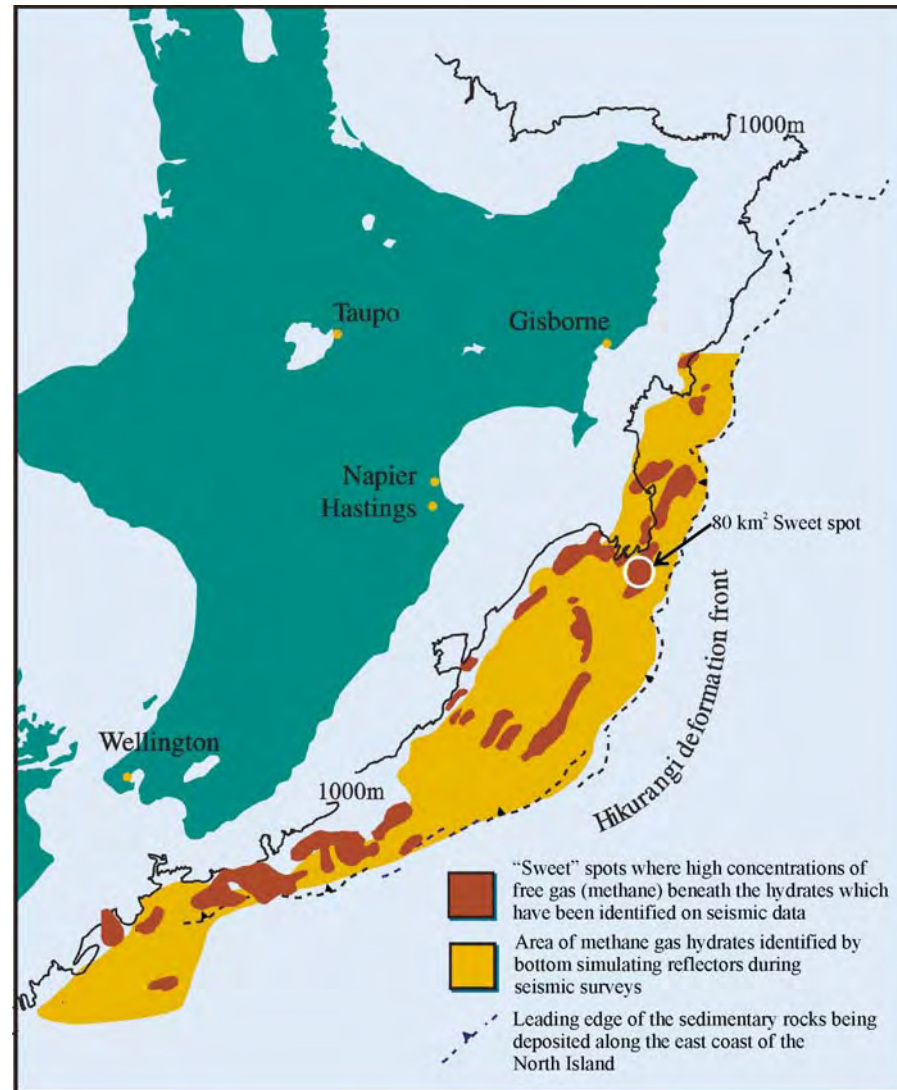 1000m
Taupo
Gisborne
Napier
Hastings
80 km² Sweet spot
Hikurangi deformation front
Wellington
1000m
"Sweet" spots where high concentrations of
free gas (methane) beneath the hydrates which
have been identified on seismic data
Area of methane gas hydrates identified by
bottom simulating reflectors during
seismic surveys
Leading edge of the sedimentary rocks being
deposited along the east coast of the
North Island